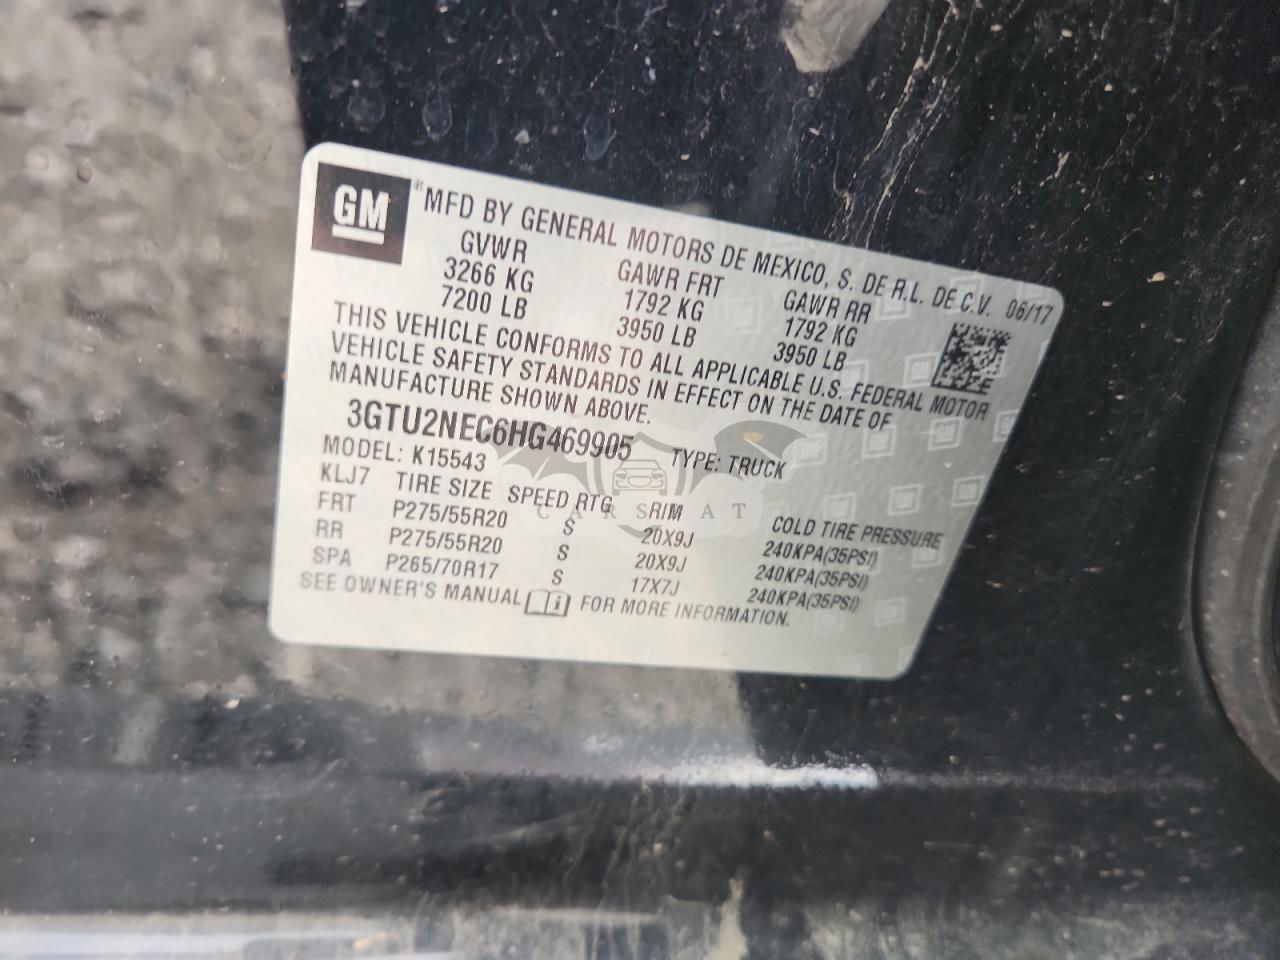 GM
® MFD BY GENERAL MOTORS DE MEXICO, S. DE R.L. DE C.V. 06/17
GVWR GAWR FRT GAWR RR
3266 KG 1792 KG 1792 KG
7200 LB 3950 LB 3950 LB
THIS VEHICLE CONFORMS TO ALL APPLICABLE U.S. FEDERAL MOTOR
VEHICLE SAFETY STANDARDS IN EFFECT ON THE DATE OF
MANUFACTURE SHOWN ABOVE.
3GTU2NEC6HG469905 TYPE: TRUCK
MODEL: K15543
KLJ7 TIRE SIZE SPEED RTG RIM COLD TIRE PRESSURE
FRT P275/55R20 S 20X9J 240KPA(35PSI)
RR P275/55R20 S 20X9J 240KPA(35PSI)
SPA P265/70R17 S 17X7J 240KPA(35PSI)
SEE OWNER'S MANUAL FOR MORE INFORMATION.